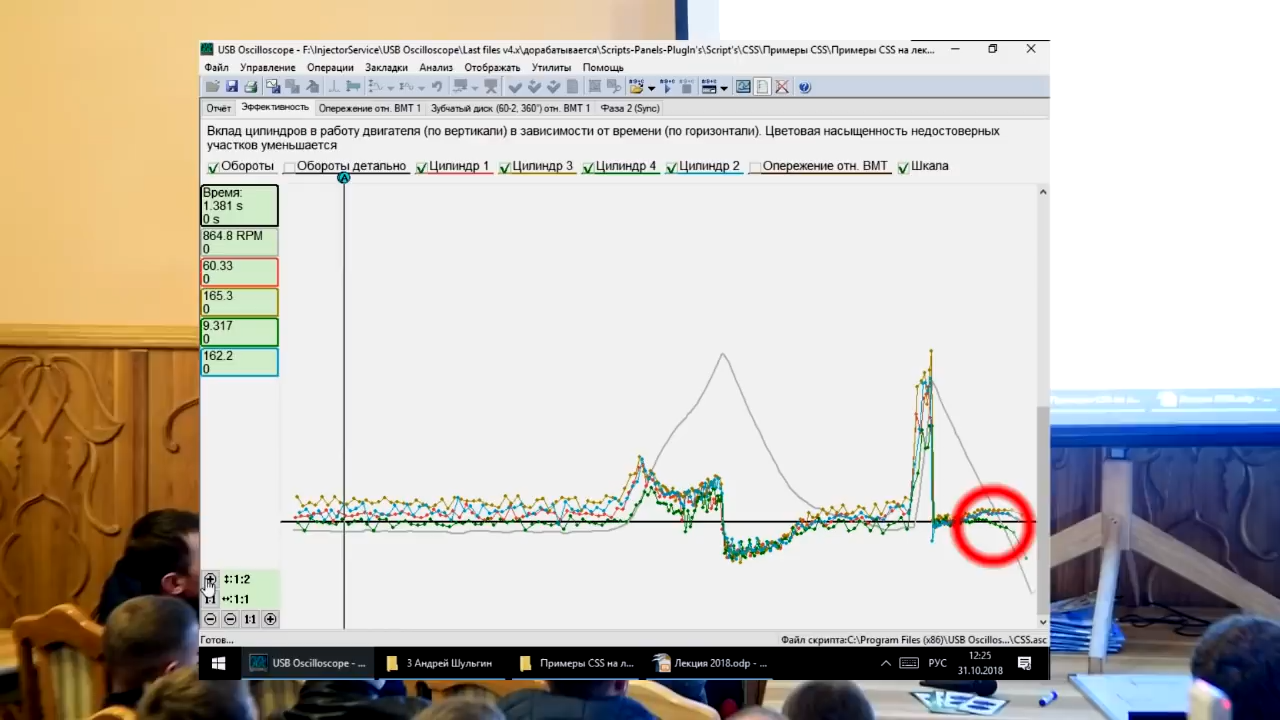 USB Oscilloscope - F:\InjectorService\USB Oscilloscope\Last files v4.x\дорабатывается\Scripts-Panels-PlugIn's\Script's\CSS\Примеры CSS\Примеры CSS на лек...
Файл Управление Операции Закладки Анализ Отображать Утилиты Помощь
Отчёт Эффективность Опережение отн. ВМТ 1 Зубчатый диск (60-2, 360°) отн. ВМТ 1 Фаза 2 (Sync)
Вклад цилиндров в работу двигателя (по вертикали) в зависимости от времени (по горизонтали). Цветовая насыщенность недостоверных
участков уменьшается
Обороты Обороты детально Цилиндр 1 Цилиндр 3 Цилиндр 4 Цилиндр 2 Опережение отн. ВМТ Шкала
A
Время:
1.381 s
0 s
864.8 RPM
0
60.33
0
165.3
0
9.317
0
162.2
0
:1:2
1:1 :1:1
1:1
Готов... Файл скрипта:C:\Program Files (x86)\USB Oscillos...\CSS.asc
USB Oscilloscope - ... 3 Андрей Шульгин Примеры CSS на л... Лекция 2018.odp - ... РУС 12:25
31.10.2018